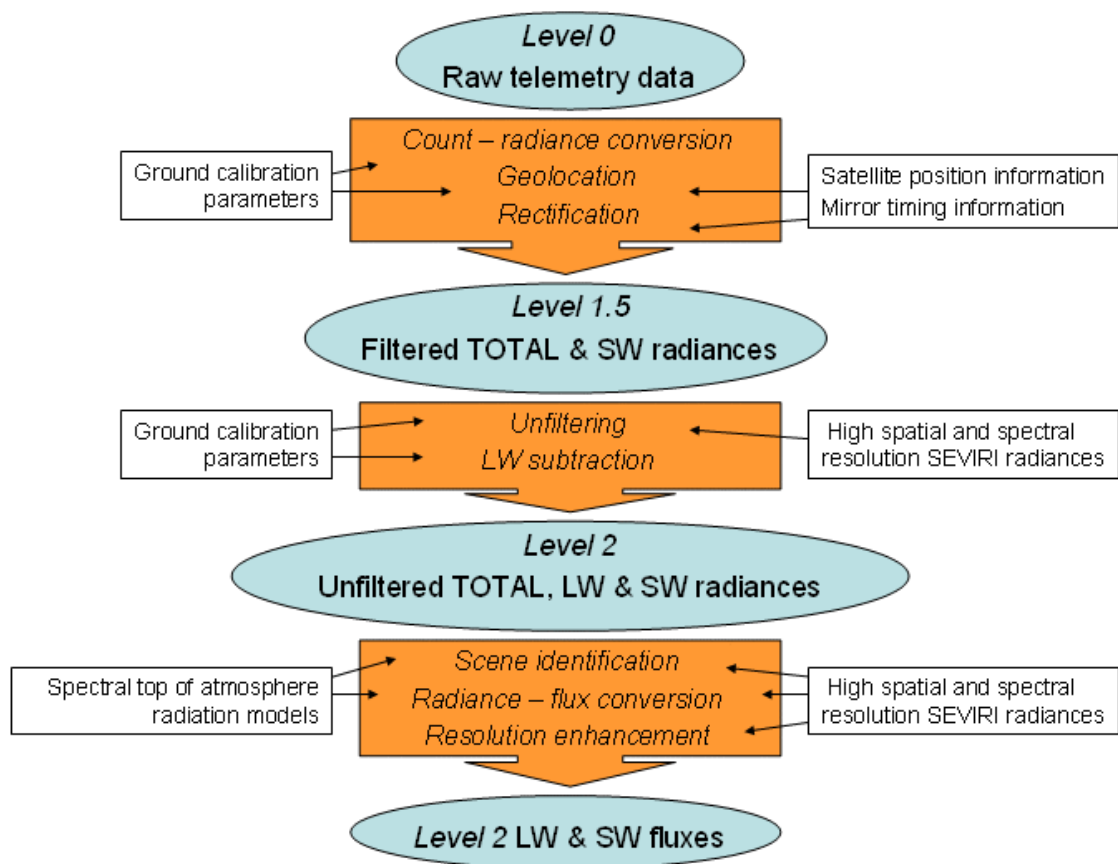 Level 0
Raw telemetry data
Count – radiance conversion
Geolocation
Rectification
Ground calibration
parameters
Satellite position information
Mirror timing information
Level 1.5
Filtered TOTAL & SW radiances
Ground calibration
parameters
Unfiltering
LW subtraction
High spatial and spectral
resolution SEVIRI radiances
Level 2
Unfiltered TOTAL, LW & SW radiances
Spectral top of atmosphere
radiation models
Scene identification
Radiance – flux conversion
Resolution enhancement
High spatial and spectral
resolution SEVIRI radiances
Level 2 LW & SW fluxes